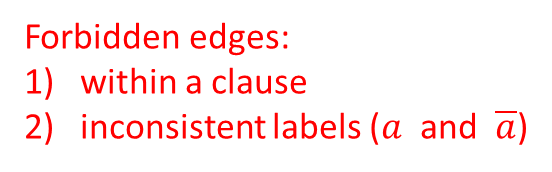 Forbidden edges:
1) within a clause
2) inconsistent labels (a and a̅)